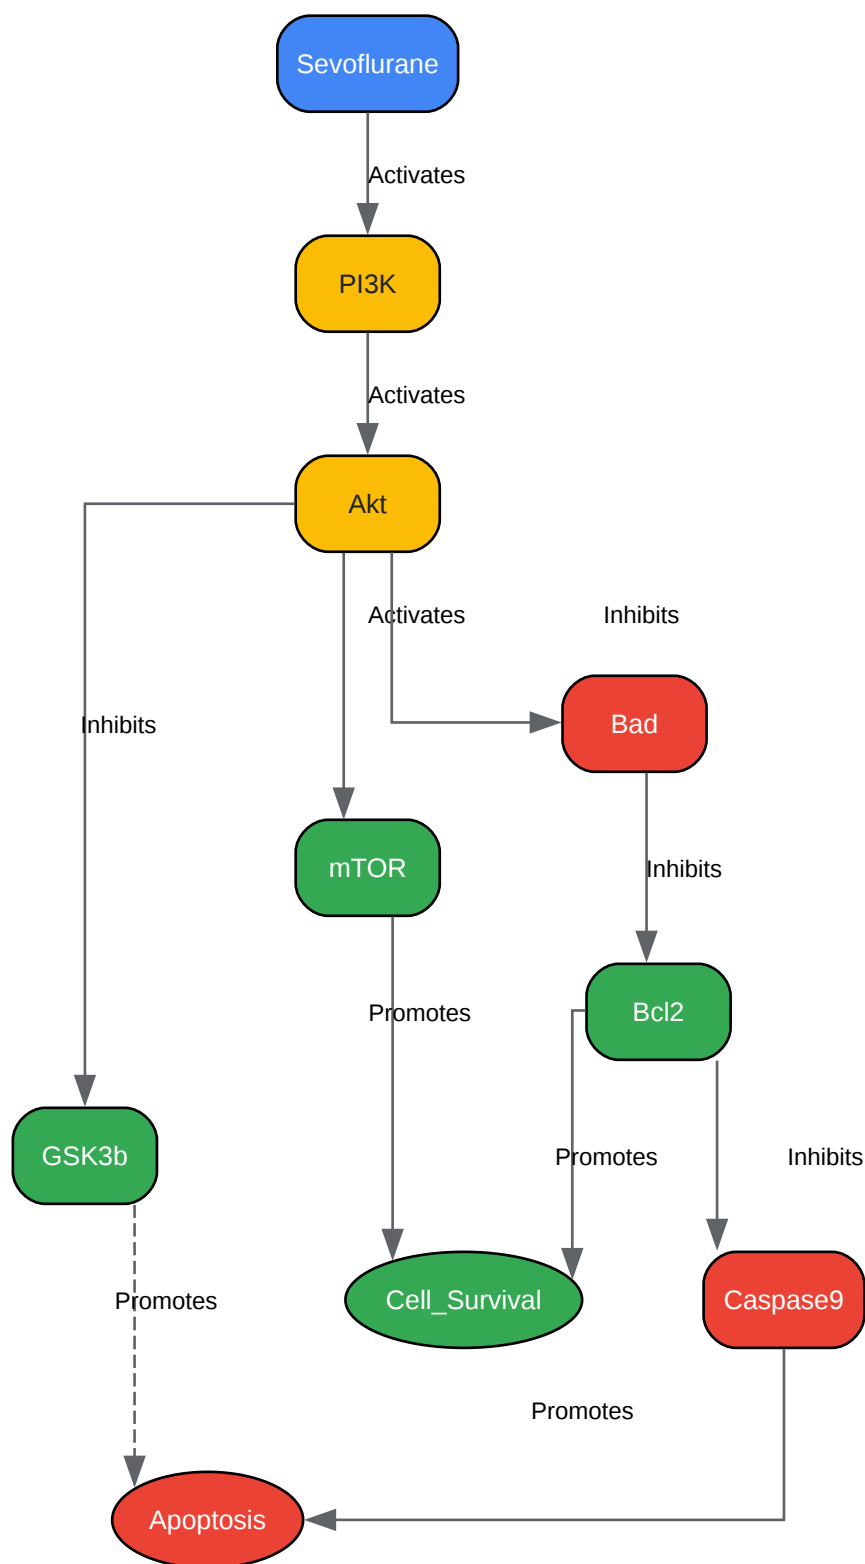 Sevoflurane
Activates
PI3K
Activates
Akt
Activates
Inhibits
Inhibits
Bad
mTOR
Inhibits
Promotes
Bcl2
GSK3b
Promotes
Inhibits
Promotes
Cell_Survival
Caspase9
Promotes
Apoptosis